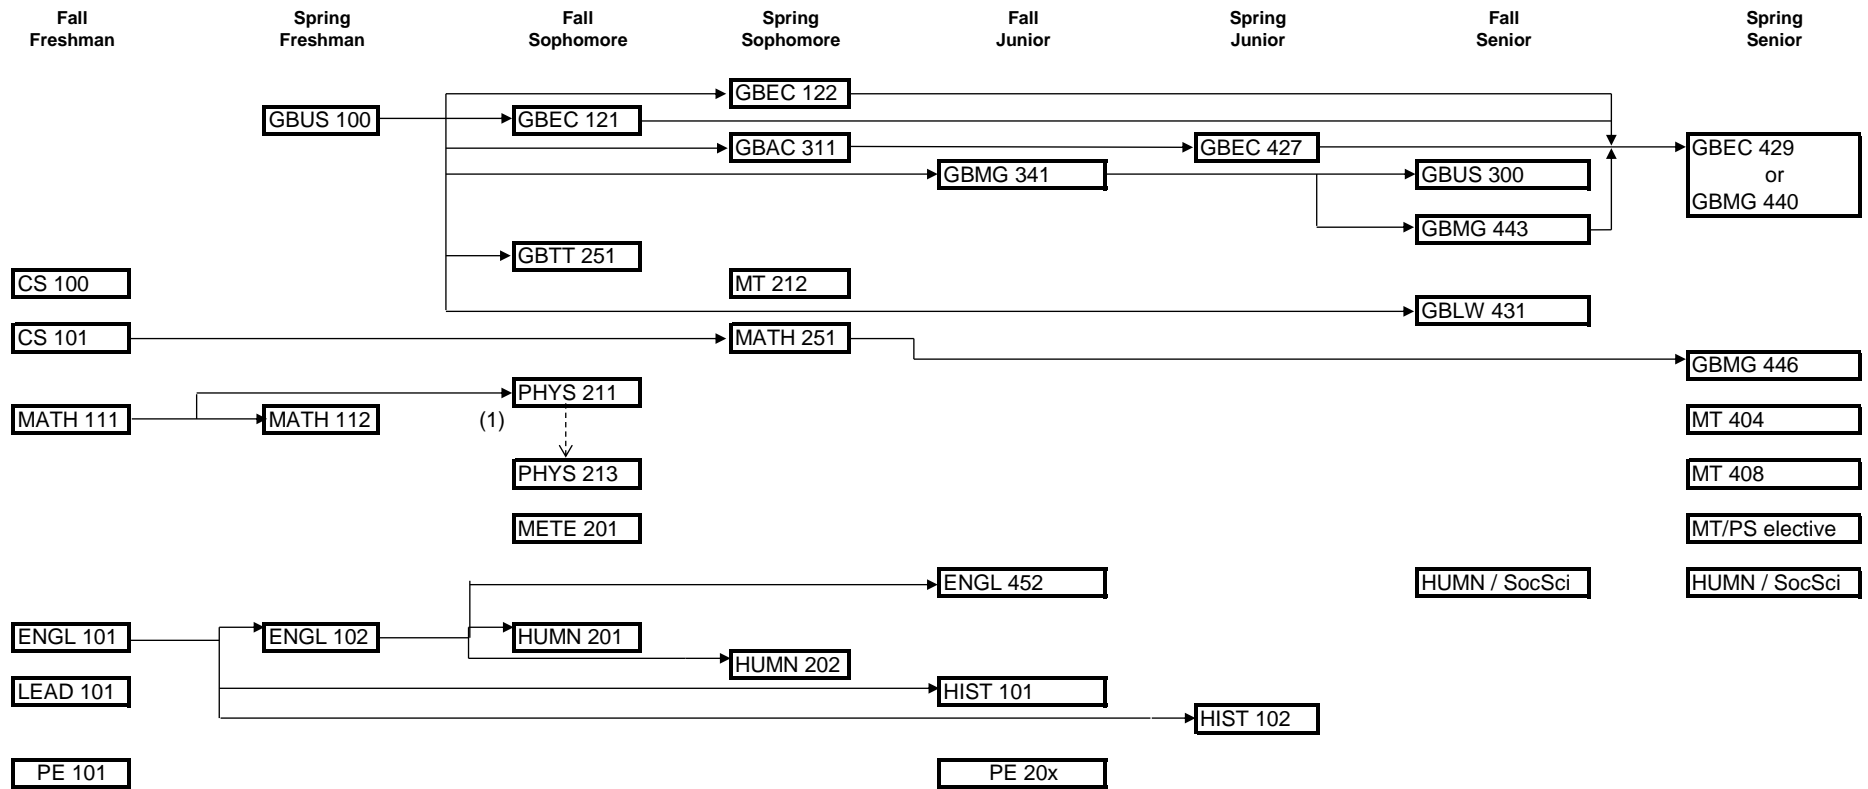 Fall Freshman
Spring Freshman
Fall Sophomore
Spring Sophomore
Fall Junior
Spring Junior
Fall Senior
Spring Senior
GBEC 122
GBUS 100
GBEC 121
GBAC 311
GBEC 427
GBEC 429
or
GBMG 440
GBMG 341
GBUS 300
GBMG 443
GBTT 251
CS 100
MT 212
GBLW 431
CS 101
MATH 251
GBMG 446
PHYS 211
MATH 111
MATH 112
(1)
MT 404
PHYS 213
MT 408
METE 201
MT/PS elective
ENGL 452
HUMN / SocSci
HUMN / SocSci
ENGL 101
ENGL 102
HUMN 201
HUMN 202
LEAD 101
HIST 101
HIST 102
PE 101
PE 20x